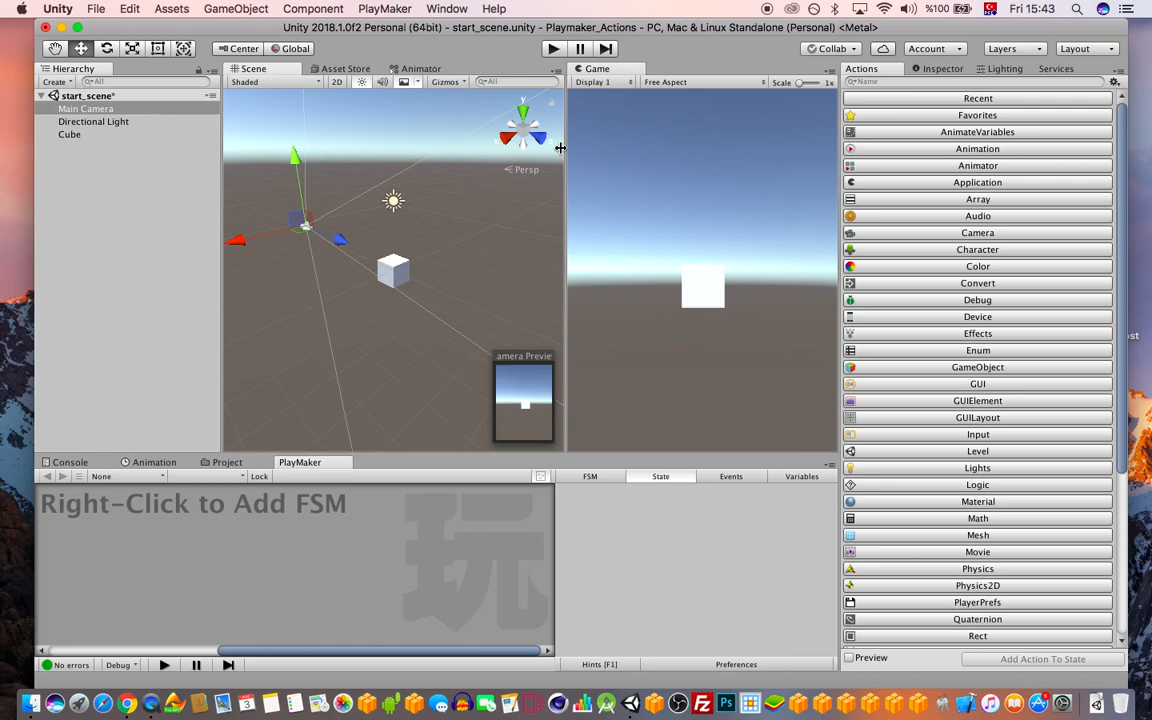 Unity File Edit Assets GameObject Component PlayMaker Window Help %100 Fri 15:43
Unity 2018.1.0f2 Personal (64bit) - start_scene.unity - Playmaker_Actions - PC, Mac & Linux Standalone (Personal) <Metal>
Center Global Collab Account Layers Layout
Hierarchy Scene Asset Store Animator Game Actions Inspector Lighting Services
Create All Shaded 2D Gizmos All Display 1 Free Aspect Scale 1x Name
start_scene*
Main Camera
Directional Light
Cube
y
Persp
amera Previe
Recent
Favorites
AnimateVariables
Animation
Animator
Application
Array
Audio
Camera
Character
Color
Convert
Debug
Device
Effects
Enum
GameObject
GUI
GUIElement
GUILayout
Input
Level
Lights
Logic
Material
Math
Mesh
Movie
Physics
Physics2D
PlayerPrefs
Quaternion
Rect
Preview Add Action To State
Console Animation Project PlayMaker
None Lock FSM State Events Variables
Right-Click to Add FSM
玩
No errors Debug Hints [F1] Preferences